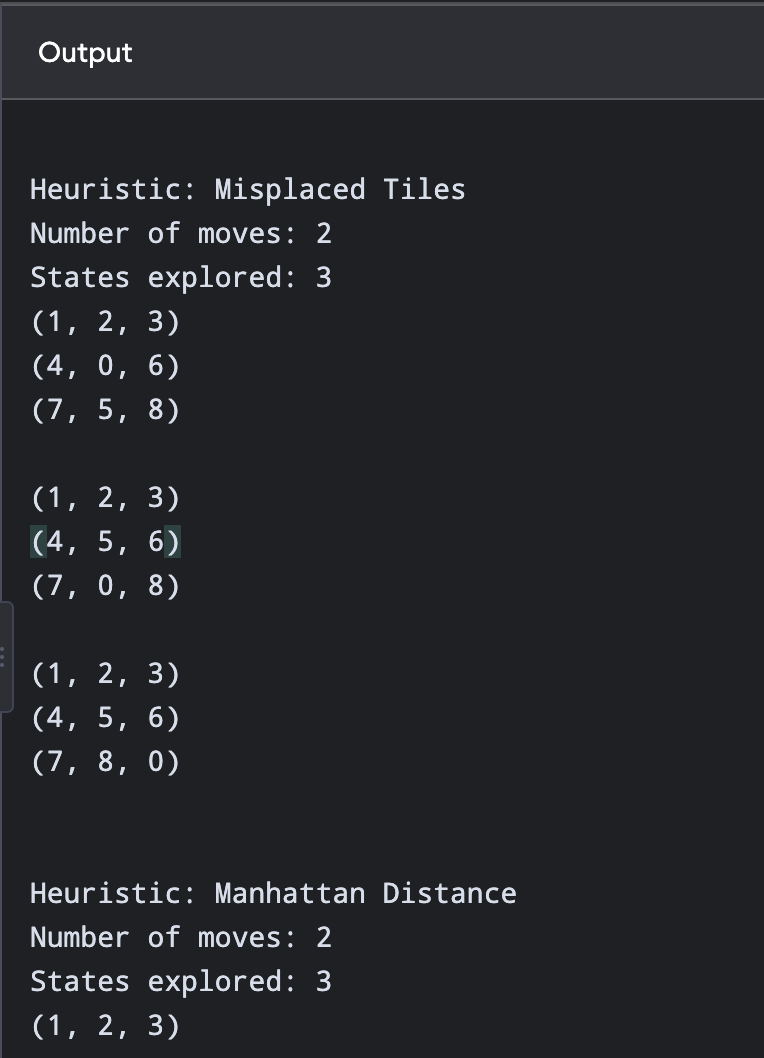 Output
Heuristic: Misplaced Tiles
Number of moves: 2
States explored: 3
(1, 2, 3)
(4, 0, 6)
(7, 5, 8)
(1, 2, 3)
(4, 5, 6)
(7, 0, 8)
(1, 2, 3)
(4, 5, 6)
(7, 8, 0)
Heuristic: Manhattan Distance
Number of moves: 2
States explored: 3
(1, 2, 3)